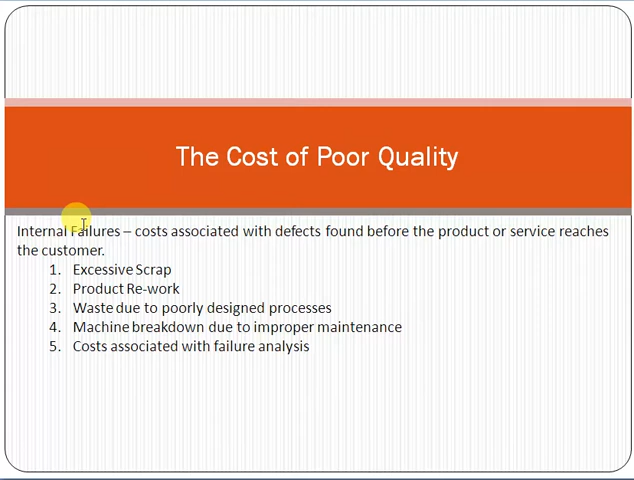 The Cost of Poor Quality
Internal Failures – costs associated with defects found before the product or service reaches
the customer.
1. Excessive Scrap
2. Product Re-work
3. Waste due to poorly designed processes
4. Machine breakdown due to improper maintenance
5. Costs associated with failure analysis